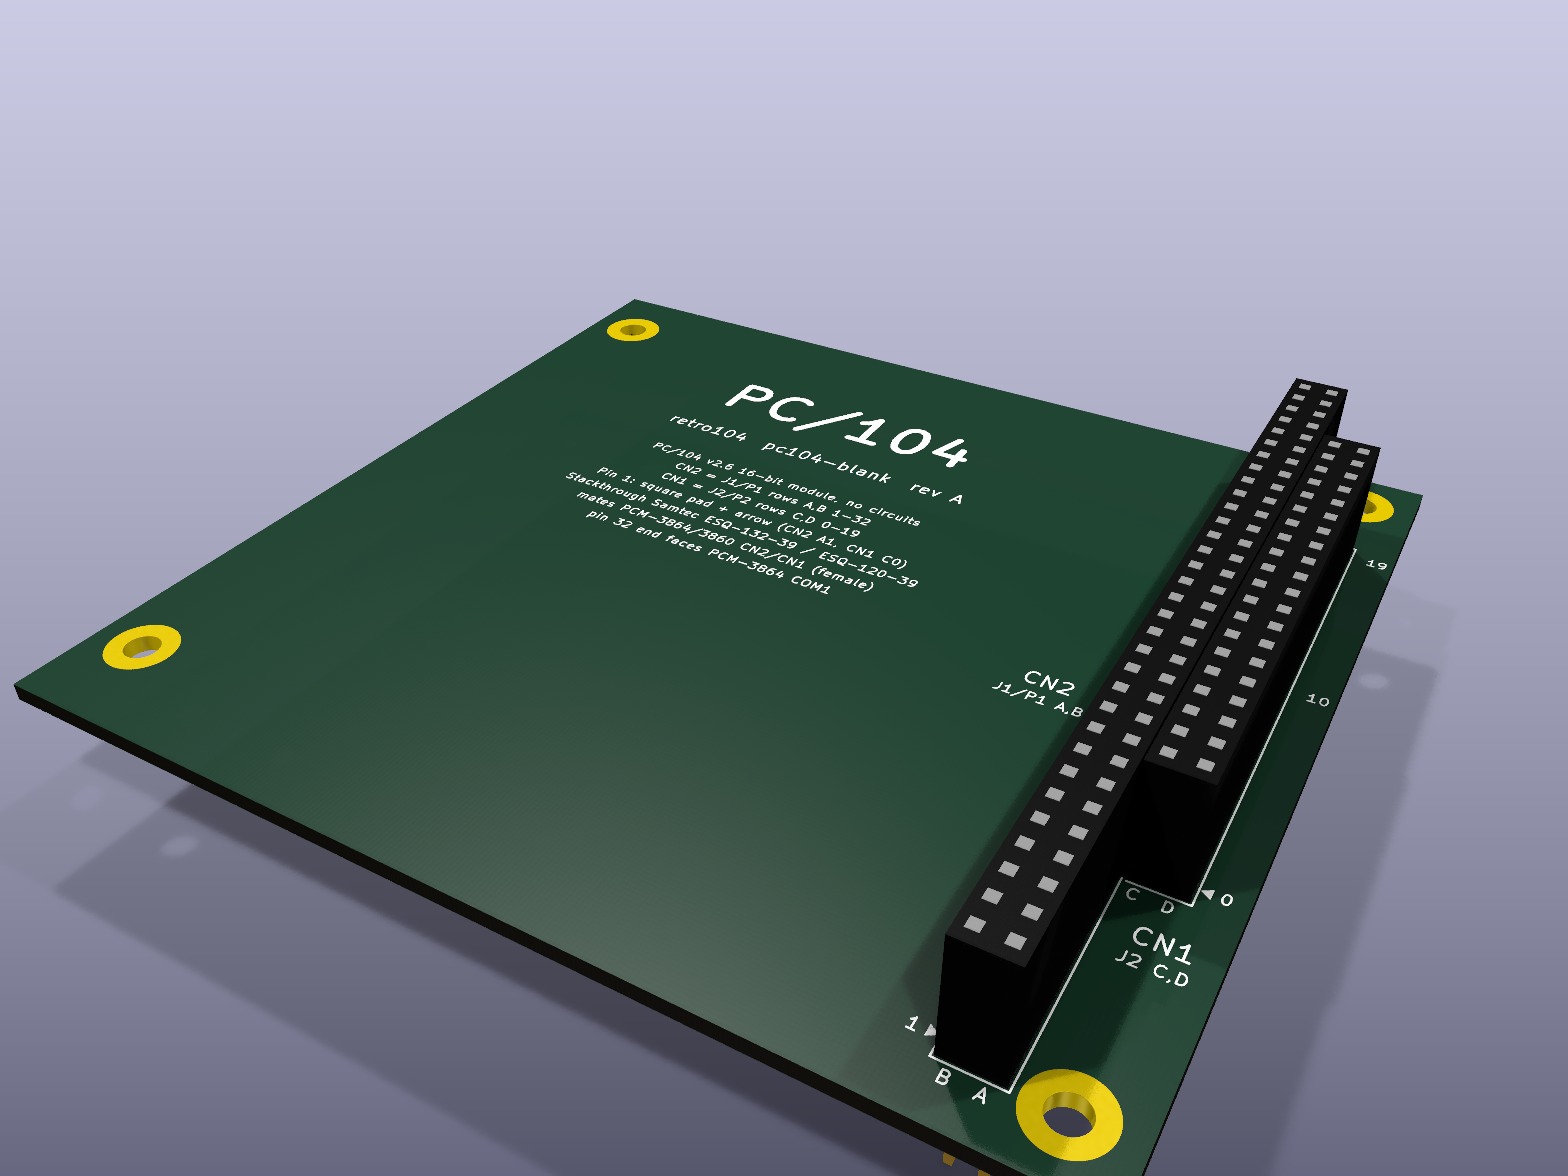 PC/104
retro104 pc104-blank rev A
PC/104 v2.6 16-bit module, no circuits
CN2 = J1/P1 rows A,B 1-32
CN1 = J2/P2 rows C,D 0-19
Pin 1: square pad + arrow (CN2 A1, CN1 C0)
Stackthrough Samtec ESQ-132-39 / ESQ-120-39
mates PCM-3864/3860 CN2/CN1 (female)
pin 32 end faces PCM-3864 COM1
19
10
CN2
J1/P1 A,B
0
C D
CN1
J2 C,D
1
B A